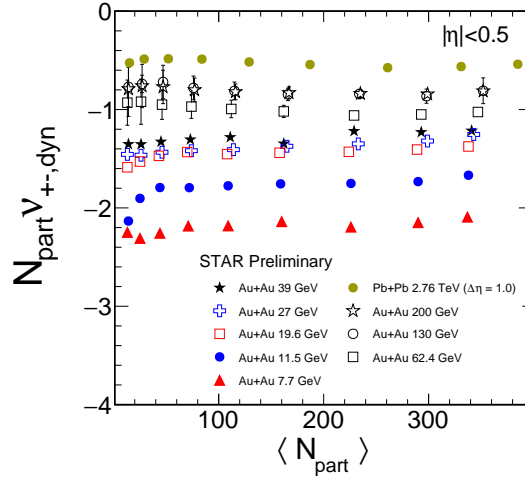 |η|<0.5
0
−1
−2
−3
−4
N_part ν_+-,dyn
STAR Preliminary
Au+Au 39 GeV
Au+Au 27 GeV
Au+Au 19.6 GeV
Au+Au 11.5 GeV
Au+Au 7.7 GeV
Pb+Pb 2.76 TeV (Δη = 1.0)
Au+Au 200 GeV
Au+Au 130 GeV
Au+Au 62.4 GeV
100 200 300
⟨ N_part ⟩